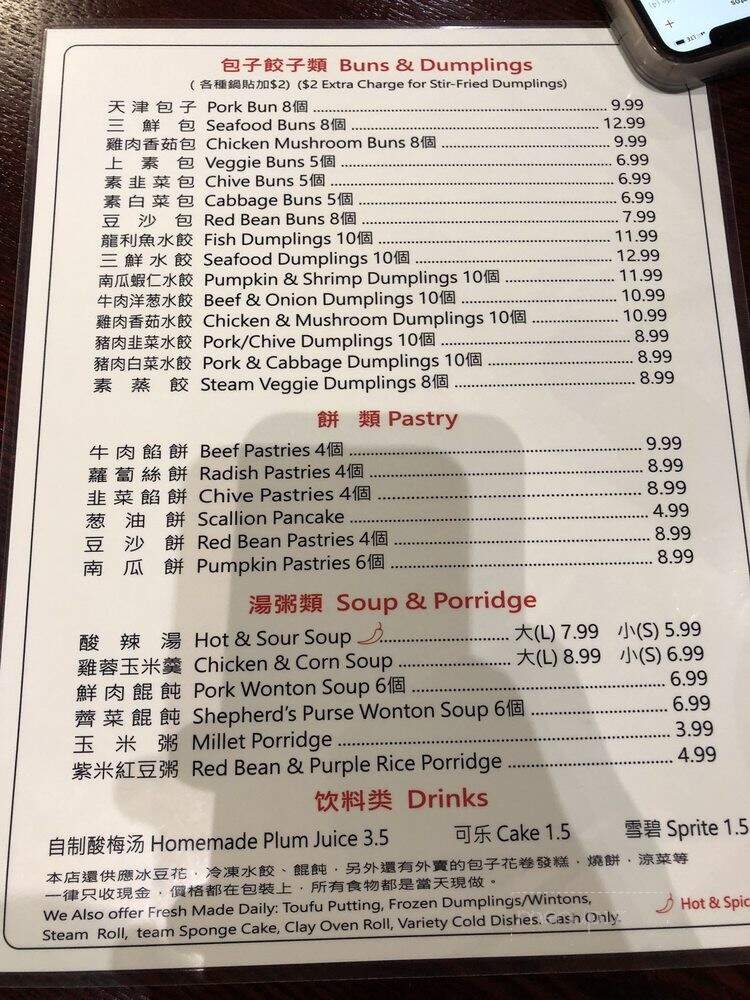 包子餃子類 Buns & Dumplings
( 各種鍋貼加$2) ($2 Extra Charge for Stir-Fried Dumplings)
天津包子 Pork Bun 8個 9.99
三鮮包 Seafood Buns 8個 12.99
雞肉香茹包 Chicken Mushroom Buns 8個 9.99
上素包 Veggie Buns 5個 6.99
素韭菜包 Chive Buns 5個 6.99
素白菜包 Cabbage Buns 5個 6.99
豆沙包 Red Bean Buns 8個 7.99
龍利魚水餃 Fish Dumplings 10個 11.99
三鮮水餃 Seafood Dumplings 10個 12.99
南瓜蝦仁水餃 Pumpkin & Shrimp Dumplings 10個 11.99
牛肉洋葱水餃 Beef & Onion Dumplings 10個 10.99
雞肉香茹水餃 Chicken & Mushroom Dumplings 10個 10.99
豬肉韭菜水餃 Pork/Chive Dumplings 10個 8.99
豬肉白菜水餃 Pork & Cabbage Dumplings 10個 8.99
素蒸餃 Steam Veggie Dumplings 8個 8.99
餅類 Pastry
牛肉餡餅 Beef Pastries 4個 9.99
蘿蔔絲餅 Radish Pastries 4個 8.99
韭菜餡餅 Chive Pastries 4個 8.99
葱油餅 Scallion Pancake 4.99
豆沙餅 Red Bean Pastries 4個 8.99
南瓜餅 Pumpkin Pastries 6個 8.99
湯粥類 Soup & Porridge
酸辣湯 Hot & Sour Soup 大(L) 7.99 小(S) 5.99
雞蓉玉米羹 Chicken & Corn Soup 大(L) 8.99 小(S) 6.99
鮮肉餛飩 Pork Wonton Soup 6個 6.99
薺菜餛飩 Shepherd's Purse Wonton Soup 6個 6.99
玉米粥 Millet Porridge 3.99
紫米紅豆粥 Red Bean & Purple Rice Porridge 4.99
饮料类 Drinks
自制酸梅汤 Homemade Plum Juice 3.5 可乐 Cake 1.5 雪碧 Sprite 1.5
本店還供應冰豆花，冷凍水餃、餛飩，另外還有外賣的包子花卷發糕，燒餅，涼菜等
一律只收現金，價格都在包裝上，所有食物都是當天現做。
We Also offer Fresh Made Daily: Toufu Putting, Frozen Dumplings/Wintons,
Steam Roll, team Sponge Cake, Clay Oven Roll, Variety Cold Dishes. Cash Only.
Hot & Spic